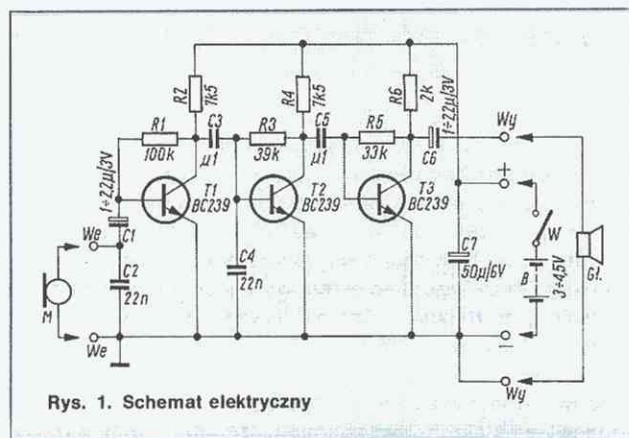 R2
7k5
R4
7k5
R6
2k
R1
100k
C3
µ1
R3
39k
C5
µ1
R5
33k
1÷22µ/3V
C6
Wy
+
1÷22µ/3V
C1
T1
BC239
T2
BC239
T3
BC239
We
C2
22n
C4
22n
C7
50µ/6V
W
B
3÷4,5V
Gł.
M
We
−
Wy
Rys. 1. Schemat elektryczny